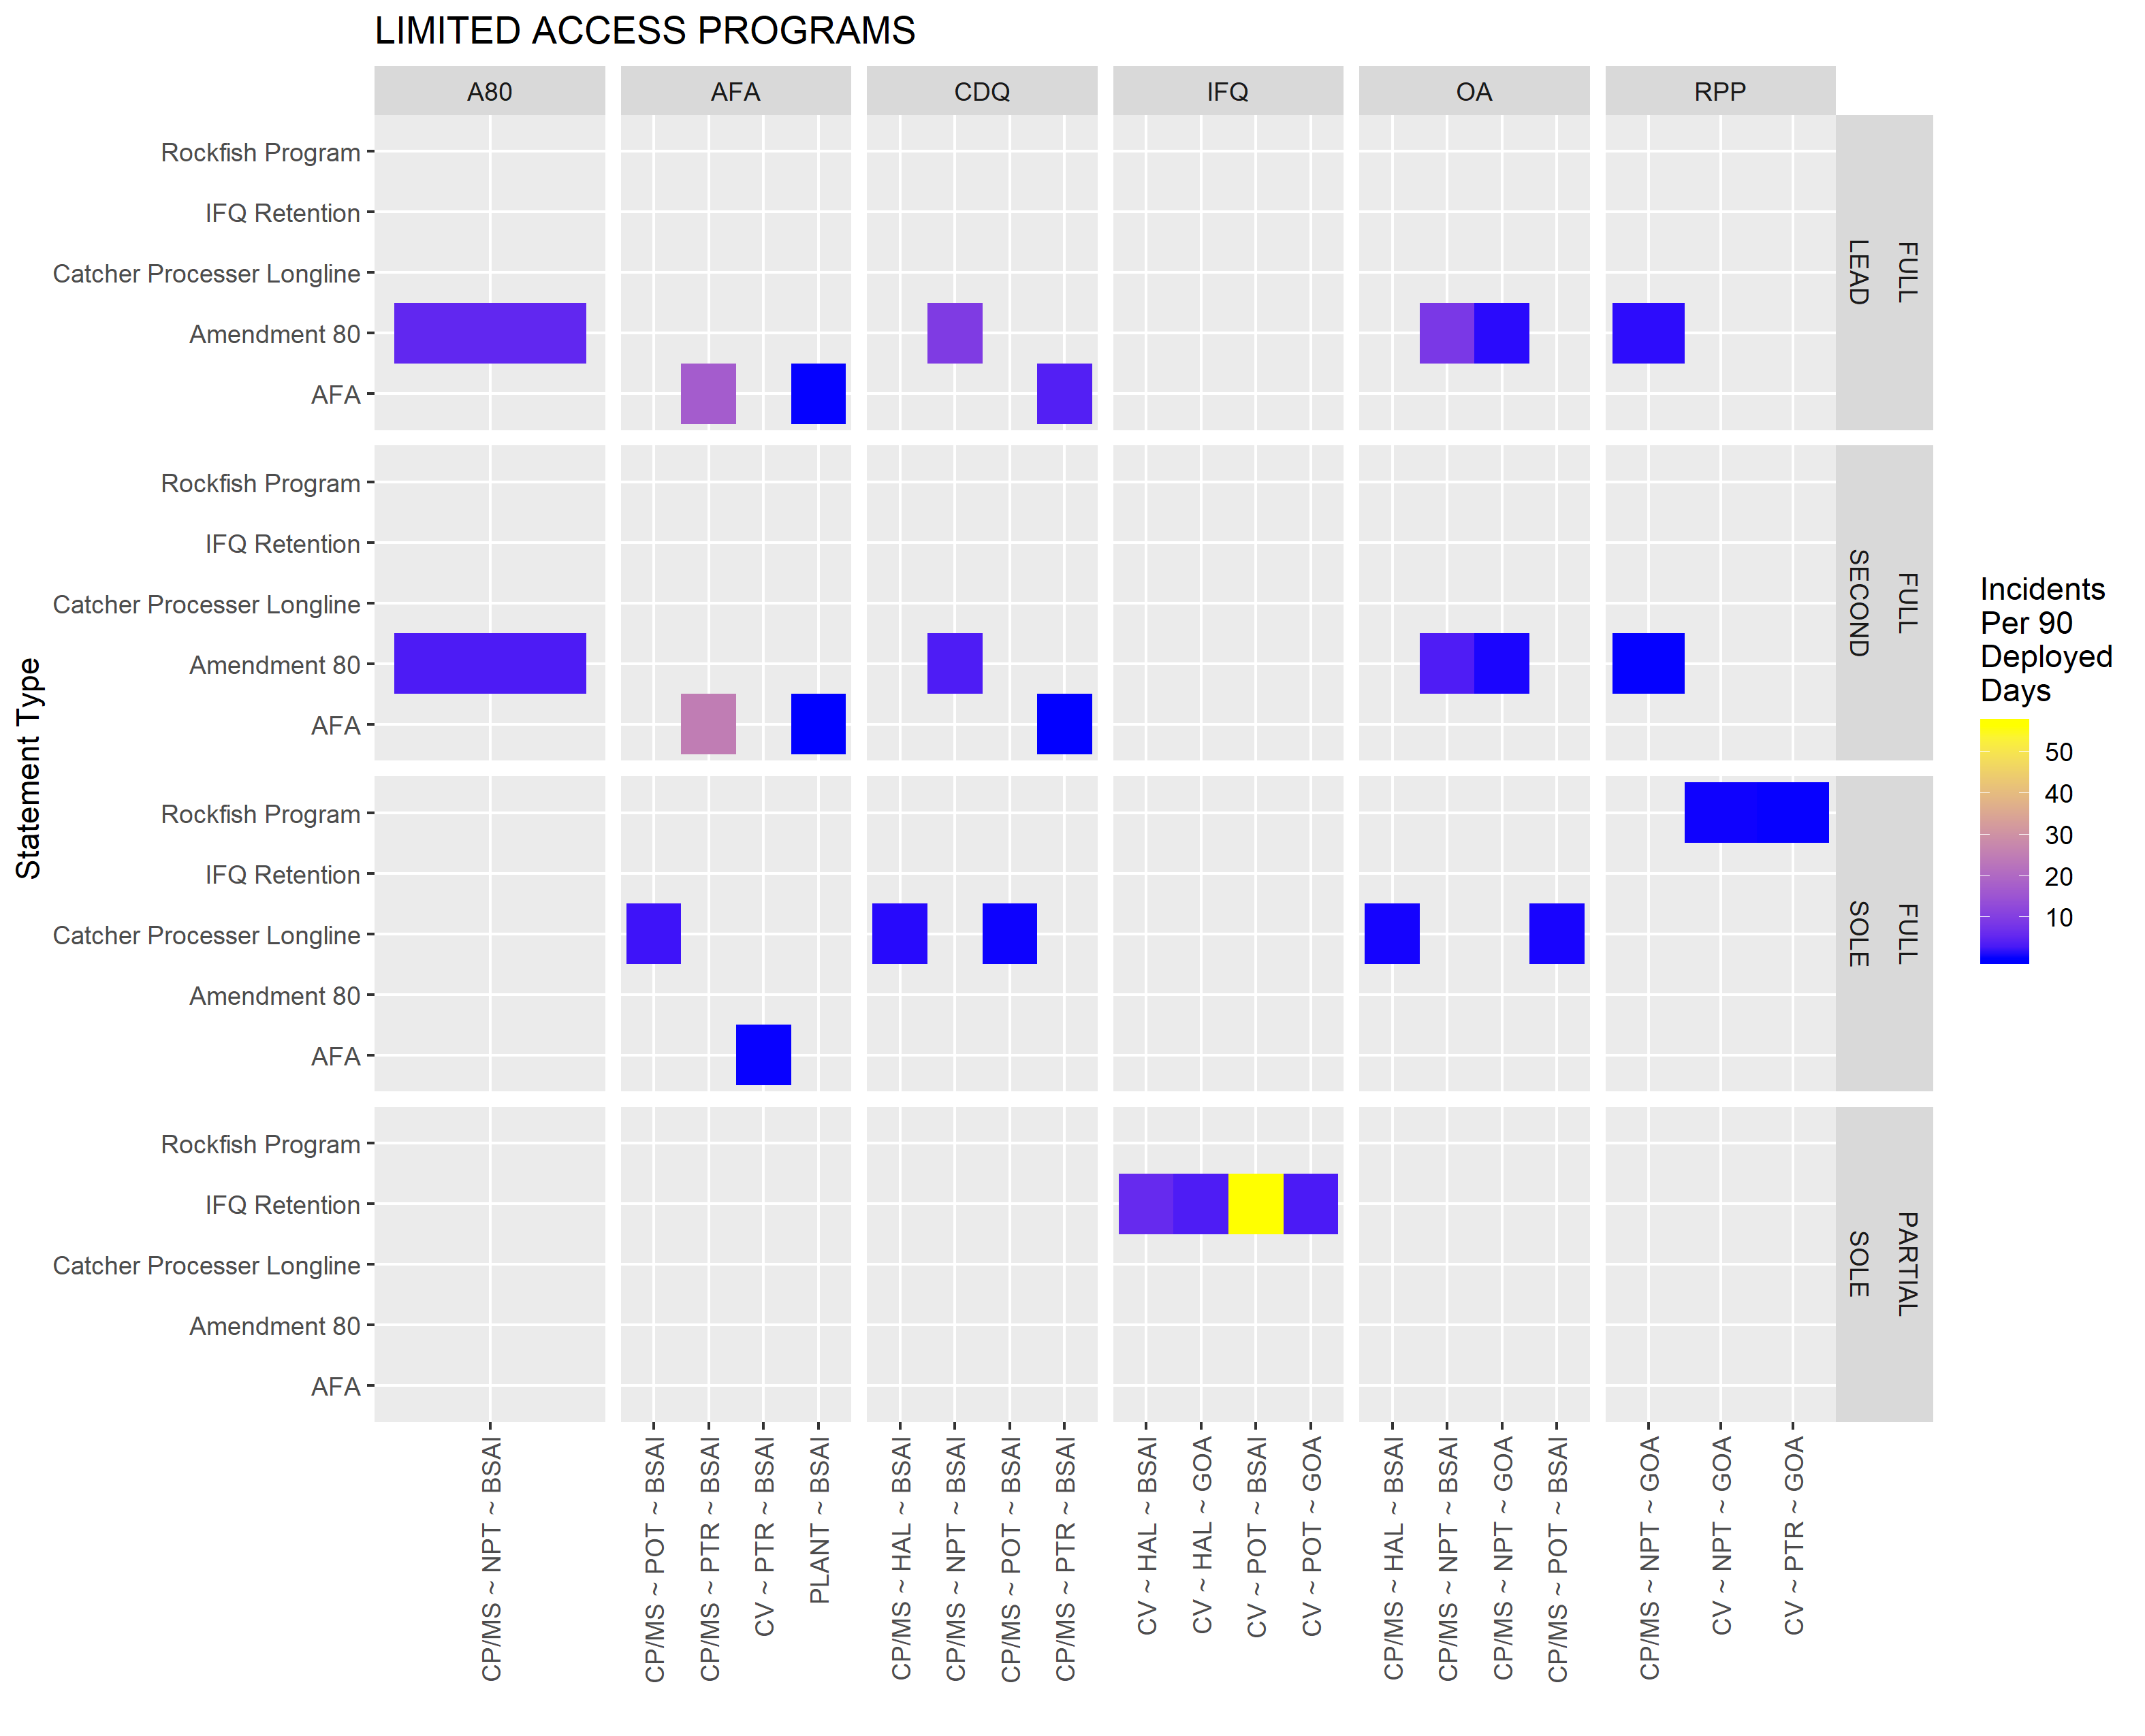 LIMITED ACCESS PROGRAMS
A80
AFA
CDQ
IFQ
OA
RPP
Statement Type
Rockfish Program
IFQ Retention
Catcher Processer Longline
Amendment 80
AFA
LEAD
FULL
Rockfish Program
IFQ Retention
Catcher Processer Longline
Amendment 80
AFA
SECOND
FULL
Rockfish Program
IFQ Retention
Catcher Processer Longline
Amendment 80
AFA
SOLE
FULL
Rockfish Program
IFQ Retention
Catcher Processer Longline
Amendment 80
AFA
SOLE
PARTIAL
CP/MS ~ NPT ~ BSAI
CP/MS ~ POT ~ BSAI
CP/MS ~ PTR ~ BSAI
CV ~ PTR ~ BSAI
PLANT ~ BSAI
CP/MS ~ HAL ~ BSAI
CP/MS ~ NPT ~ BSAI
CP/MS ~ POT ~ BSAI
CP/MS ~ PTR ~ BSAI
CV ~ HAL ~ BSAI
CV ~ HAL ~ GOA
CV ~ POT ~ BSAI
CV ~ POT ~ GOA
CP/MS ~ HAL ~ BSAI
CP/MS ~ NPT ~ BSAI
CP/MS ~ NPT ~ GOA
CP/MS ~ POT ~ BSAI
CP/MS ~ NPT ~ GOA
CV ~ NPT ~ GOA
CV ~ PTR ~ GOA
Incidents
Per 90
Deployed
Days
50
40
30
20
10